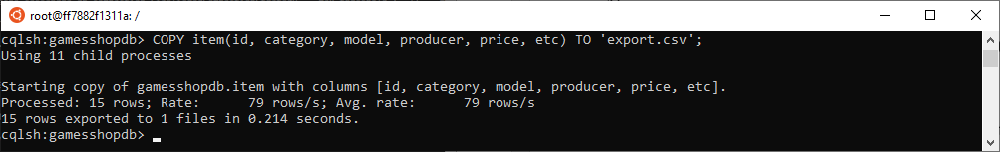 root@ff7882f1311a: /
cqlsh:gamesshopdb> COPY item(id, category, model, producer, price, etc) TO 'export.csv';
Using 11 child processes
Starting copy of gamesshopdb.item with columns [id, category, model, producer, price, etc].
Processed: 15 rows; Rate:      79 rows/s; Avg. rate:      79 rows/s
15 rows exported to 1 files in 0.214 seconds.
cqlsh:gamesshopdb>